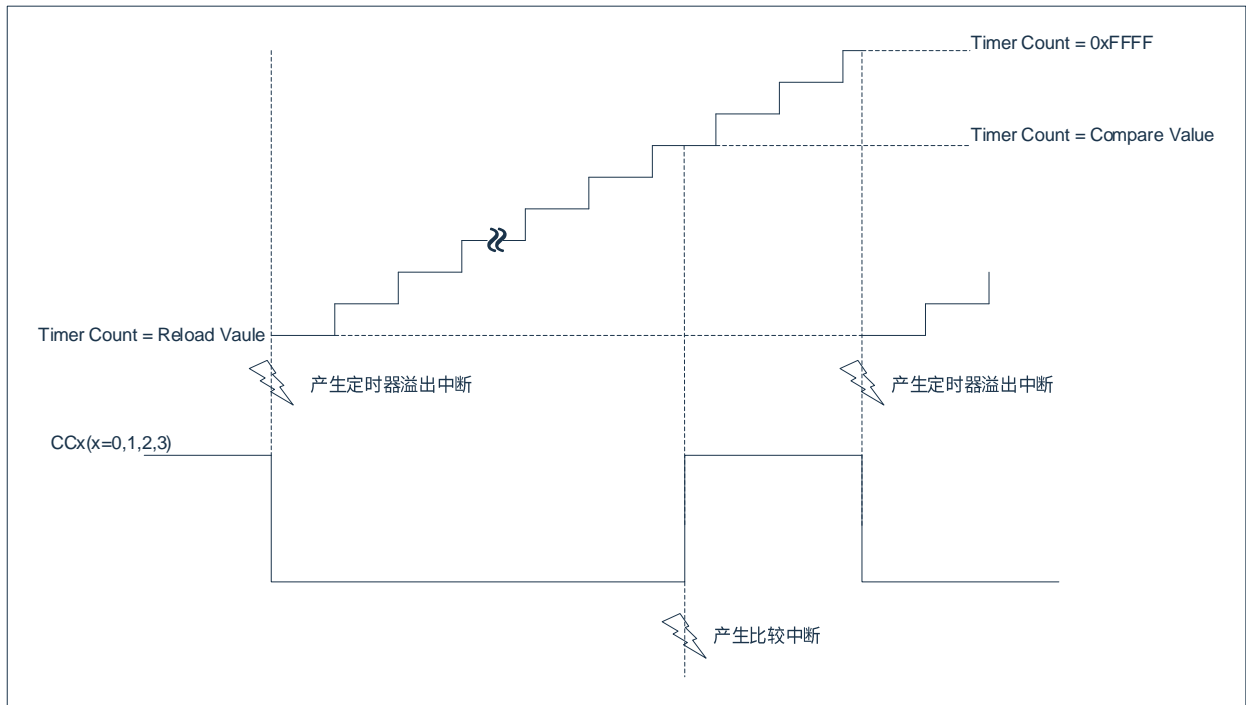 Timer Count = 0xFFFF
Timer Count = Compare Value
Timer Count = Reload Vaule
产生定时器溢出中断
产生定时器溢出中断
CCx(x=0,1,2,3)
产生比较中断